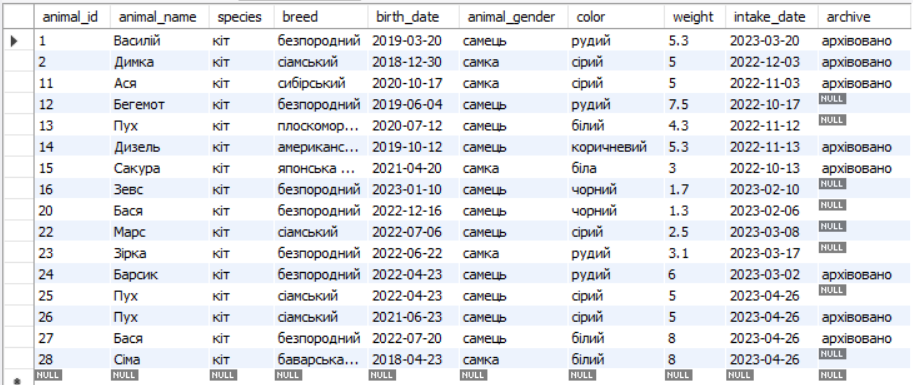 animal_id animal_name species breed birth_date animal_gender color weight intake_date archive
1 Василій кіт безпородний 2019-03-20 самець рудий 5.3 2023-03-20 архівовано
2 Димка кіт сіамський 2018-12-30 самка сірий 5 2022-12-03 архівовано
11 Ася кіт сибірський 2020-10-17 самка сірий 5 2022-11-03 архівовано
12 Бегемот кіт безпородний 2019-06-04 самець рудий 7.5 2022-10-17 NULL
13 Пух кіт плоскомор... 2020-07-12 самець білий 4.3 2022-11-12 NULL
14 Дизель кіт американс... 2019-10-12 самець коричневий 5.3 2022-11-13 архівовано
15 Сакура кіт японська ... 2021-04-20 самка біла 3 2022-10-13 архівовано
16 Зевс кіт безпородний 2023-01-10 самець чорний 1.7 2023-02-10 NULL
20 Бася кіт безпородний 2022-12-16 самець чорний 1.3 2023-02-06 NULL
22 Марс кіт сіамський 2022-07-06 самець сірий 2.5 2023-03-08 NULL
23 Зірка кіт безпородний 2022-06-22 самка рудий 3.1 2023-03-17 NULL
24 Барсик кіт безпородний 2022-04-23 самець рудий 6 2023-03-02 архівовано
25 Пух кіт сіамський 2022-04-23 самець сірий 5 2023-04-26 NULL
26 Пух кіт сіамський 2021-06-23 самець сірий 5 2023-04-26 архівовано
27 Бася кіт безпородний 2022-07-20 самець білий 8 2023-04-26 архівовано
28 Сіма кіт баварська... 2018-04-23 самка білий 8 2023-04-26 NULL
NULL NULL NULL NULL NULL NULL NULL NULL NULL NULL